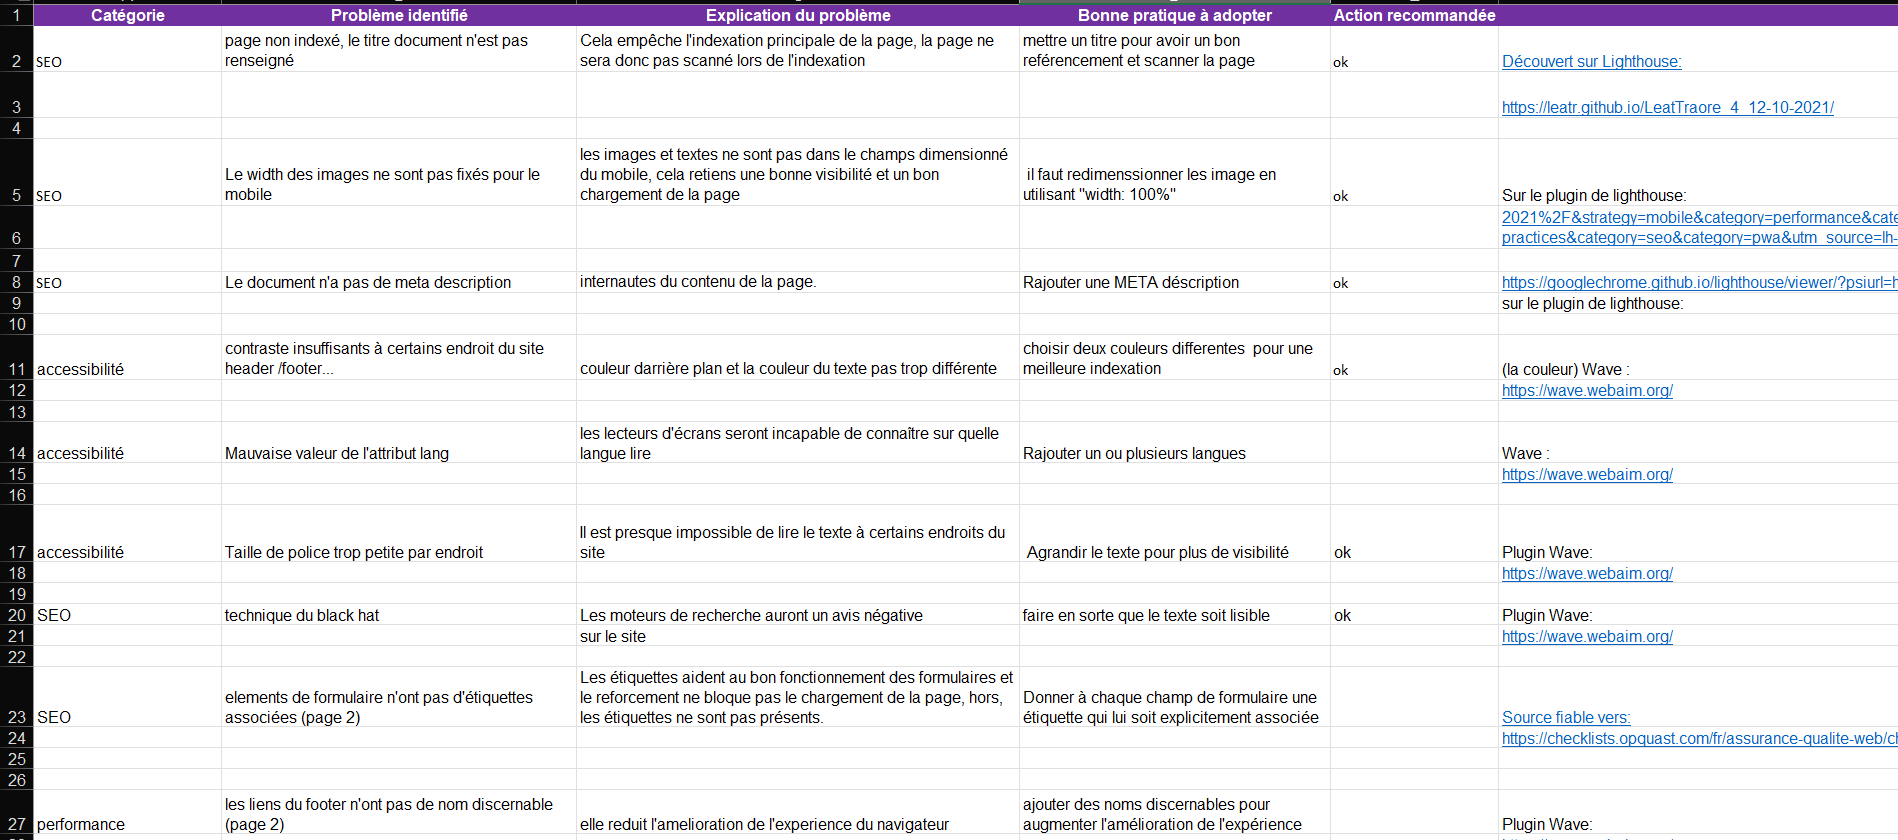 1 Catégorie Problème identifié Explication du problème Bonne pratique à adopter Action recommandée
page non indexé, le titre document n'est pas Cela empêche l'indexation principale de la page, la page ne mettre un titre pour avoir un bon
2 SEO renseigné sera donc pas scanné lors de l'indexation reférencement et scanner la page ok Découvert sur Lighthouse:
3 https://leatr.github.io/LeatTraore_4_12-10-2021/
4
les images et textes ne sont pas dans le champs dimensionné
Le width des images ne sont pas fixés pour le du mobile, cela retiens une bonne visibilité et un bon il faut redimenssionner les image en
5 SEO mobile chargement de la page utilisant "width: 100%" ok Sur le plugin de lighthouse:
2021%2F&strategy=mobile&category=performance&cate
6 practices&category=seo&category=pwa&utm_source=lh-
7
8 SEO Le document n'a pas de meta description internautes du contenu de la page. Rajouter une META déscription ok https://googlechrome.github.io/lighthouse/viewer/?psiurl=h
9 sur le plugin de lighthouse:
10
contraste insuffisants à certains endroit du site choisir deux couleurs differentes pour une
11 accessibilité header /footer... couleur darrière plan et la couleur du texte pas trop différente meilleure indexation ok (la couleur) Wave :
12 https://wave.webaim.org/
13
les lecteurs d'écrans seront incapable de connaître sur quelle
14 accessibilité Mauvaise valeur de l'attribut lang langue lire Rajouter un ou plusieurs langues Wave :
15 https://wave.webaim.org/
16
Il est presque impossible de lire le texte à certains endroits du
17 accessibilité Taille de police trop petite par endroit site Agrandir le texte pour plus de visibilité ok Plugin Wave:
18 https://wave.webaim.org/
19
20 SEO technique du black hat Les moteurs de recherche auront un avis négative faire en sorte que le texte soit lisible ok Plugin Wave:
21 sur le site https://wave.webaim.org/
22
Les étiquettes aident au bon fonctionnement des formulaires et
elements de formulaire n'ont pas d'étiquettes le reforcement ne bloque pas le chargement de la page, hors, Donner à chaque champ de formulaire une
23 SEO associées (page 2) les étiquettes ne sont pas présents. étiquette qui lui soit explicitement associée Source fiable vers:
24 https://checklists.opquast.com/fr/assurance-qualite-web/ch
25
26
les liens du footer n'ont pas de nom discernable ajouter des noms discernables pour
27 performance (page 2) elle reduit l'amelioration de l'experience du navigateur augmenter l'amélioration de l'expérience Plugin Wave: